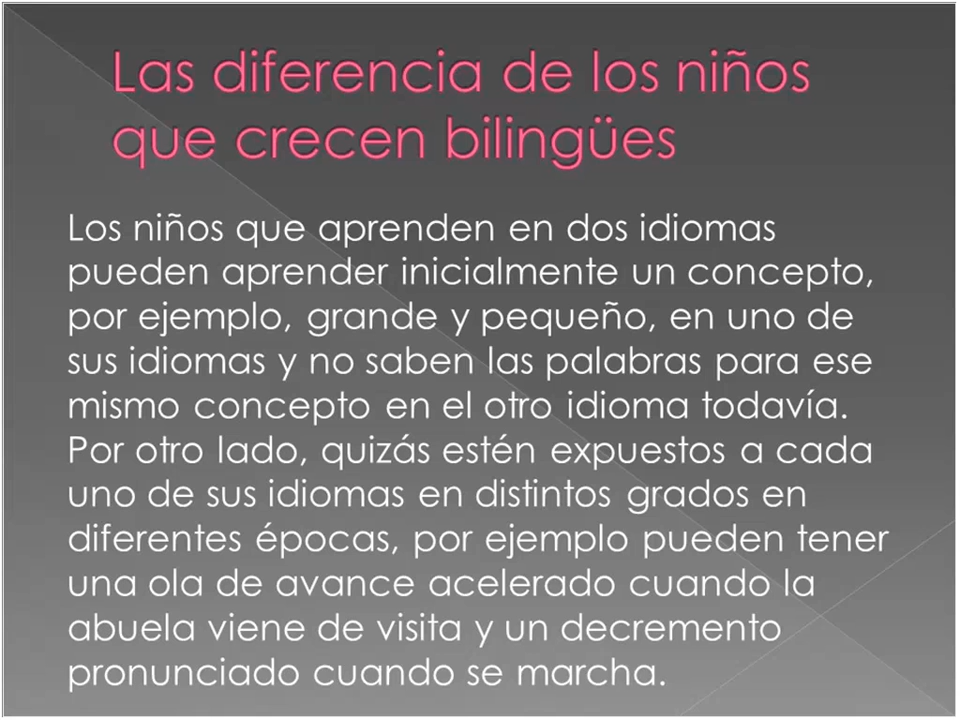 Las diferencia de los niños
que crecen bilingües
Los niños que aprenden en dos idiomas
pueden aprender inicialmente un concepto,
por ejemplo, grande y pequeño, en uno de
sus idiomas y no saben las palabras para ese
mismo concepto en el otro idioma todavía.
Por otro lado, quizás estén expuestos a cada
uno de sus idiomas en distintos grados en
diferentes épocas, por ejemplo pueden tener
una ola de avance acelerado cuando la
abuela viene de visita y un decremento
pronunciado cuando se marcha.